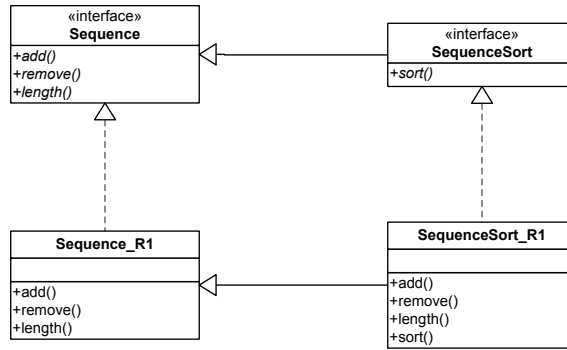 «interface»
Sequence
+add()
+remove()
+length()
«interface»
SequenceSort
+sort()
Sequence_R1
+add()
+remove()
+length()
SequenceSort_R1
+add()
+remove()
+length()
+sort()